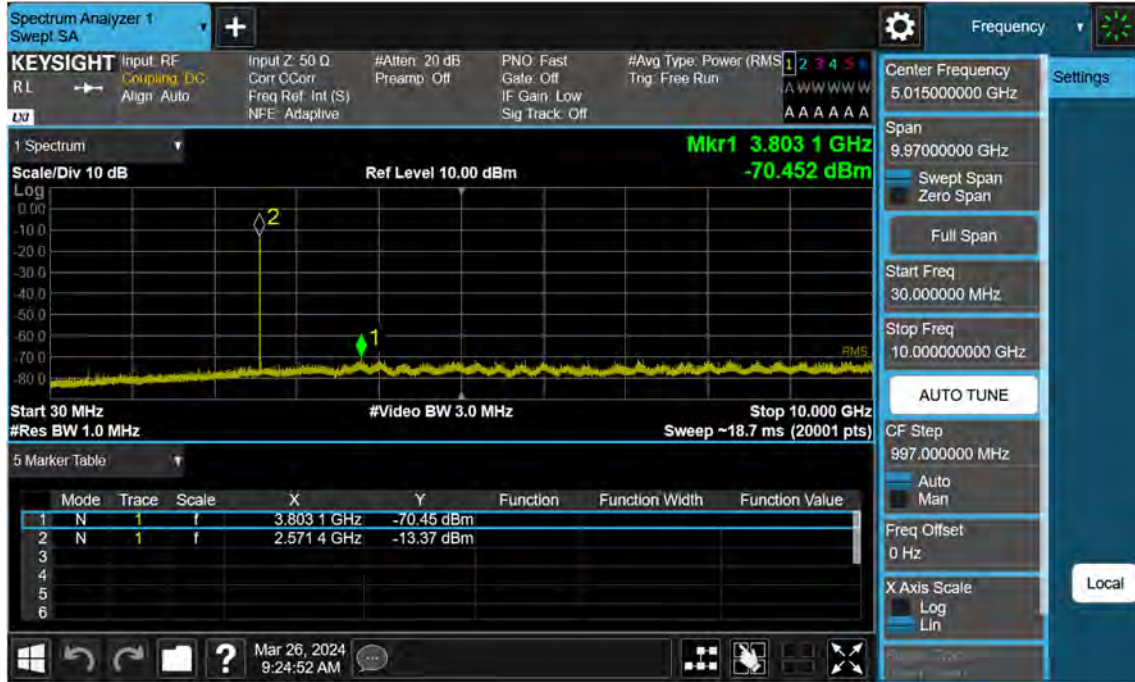 Spectrum Analyzer 1
Swept SA
+
Frequency
KEYSIGHT
RL
LXI
Input: RF
Coupling: DC
Align: Auto
Input Z: 50 Ω
Corr CCorr
Freq Ref: Int (S)
NFE: Adaptive
#Atten: 20 dB
Preamp: Off
PNO: Fast
Gate: Off
IF Gain: Low
Sig Track: Off
#Avg Type: Power (RMS
Trig: Free Run
1 2 3 4 5 6
A W W W W W
A A A A A A
1 Spectrum
Scale/Div 10 dB
Ref Level 10.00 dBm
Mkr1 3.803 1 GHz
-70.452 dBm
Log
0.00
-10.0
-20.0
-30.0
-40.0
-50.0
-60.0
-70.0
-80.0
2
1
RMS
Start 30 MHz
#Video BW 3.0 MHz
Stop 10.000 GHz
#Res BW 1.0 MHz
Sweep ~18.7 ms (20001 pts)
5 Marker Table
Mode Trace Scale X Y Function Function Width Function Value
1 N 1 f 3.803 1 GHz -70.45 dBm
2 N 1 f 2.571 4 GHz -13.37 dBm
3
4
5
6
?
Mar 26, 2024
9:24:52 AM
Center Frequency
5.015000000 GHz
Settings
Span
9.97000000 GHz
Swept Span
Zero Span
Full Span
Start Freq
30.000000 MHz
Stop Freq
10.000000000 GHz
AUTO TUNE
CF Step
997.000000 MHz
Auto
Man
Freq Offset
0 Hz
X Axis Scale
Log
Lin
Local